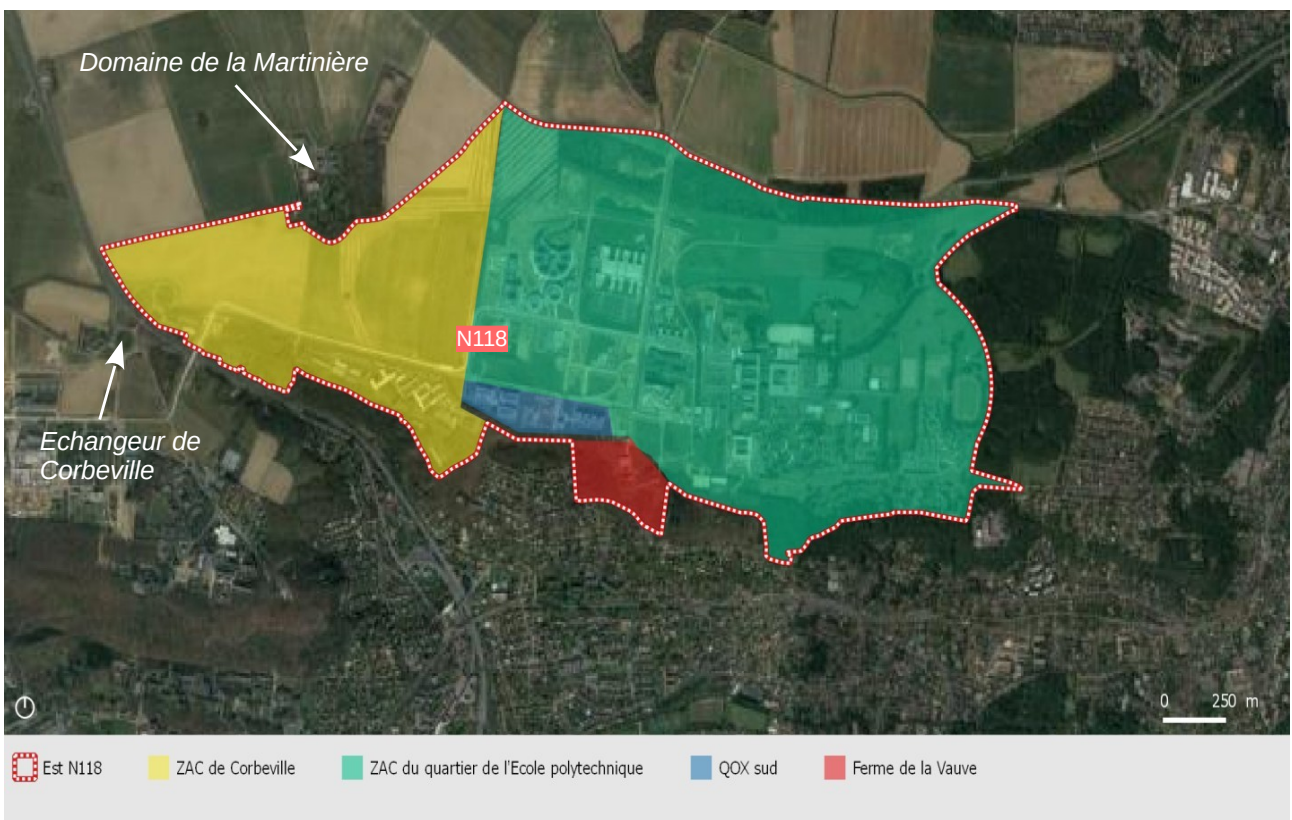 Domaine de la Martinière
N118
Echangeur de
Corbeville
0 250 m
Est N118
ZAC de Corbeville
ZAC du quartier de l'Ecole polytechnique
QOX sud
Ferme de la Vauve